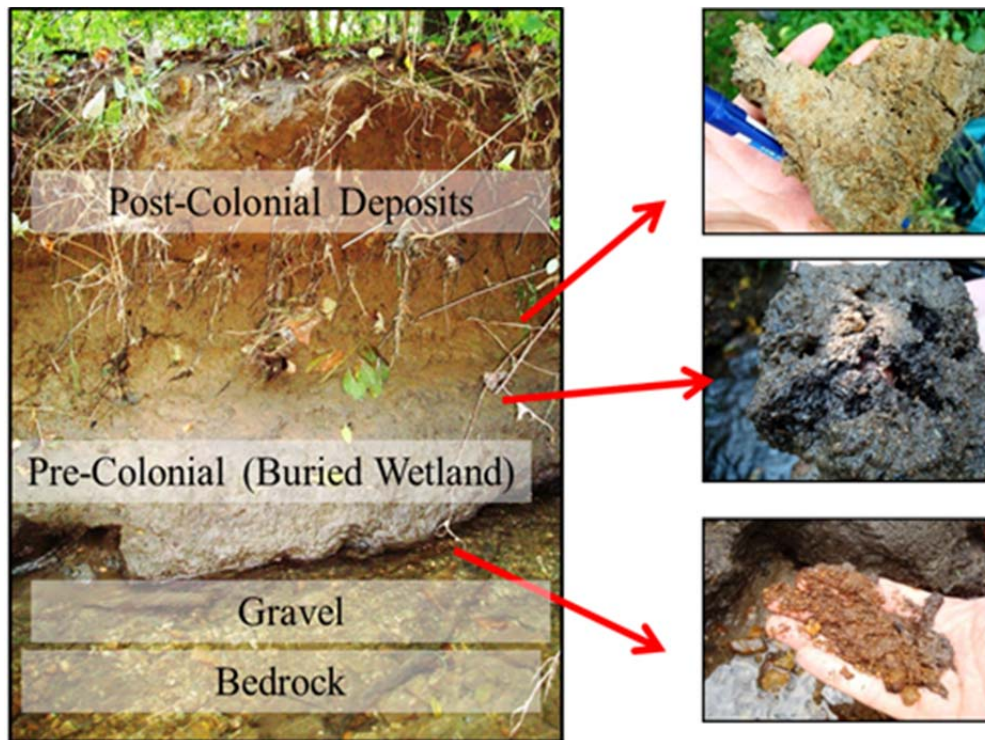 Post-Colonial Deposits
Pre-Colonial (Buried Wetland)
Gravel
Bedrock